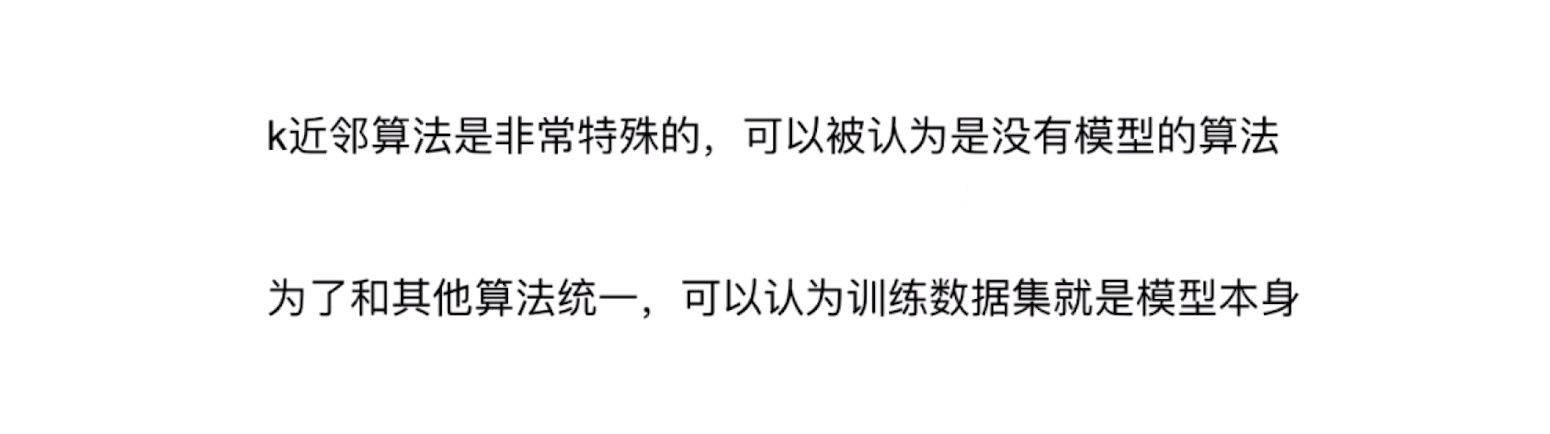 k近邻算法是非常特殊的，可以被认为是没有模型的算法
为了和其他算法统一，可以认为训练数据集就是模型本身